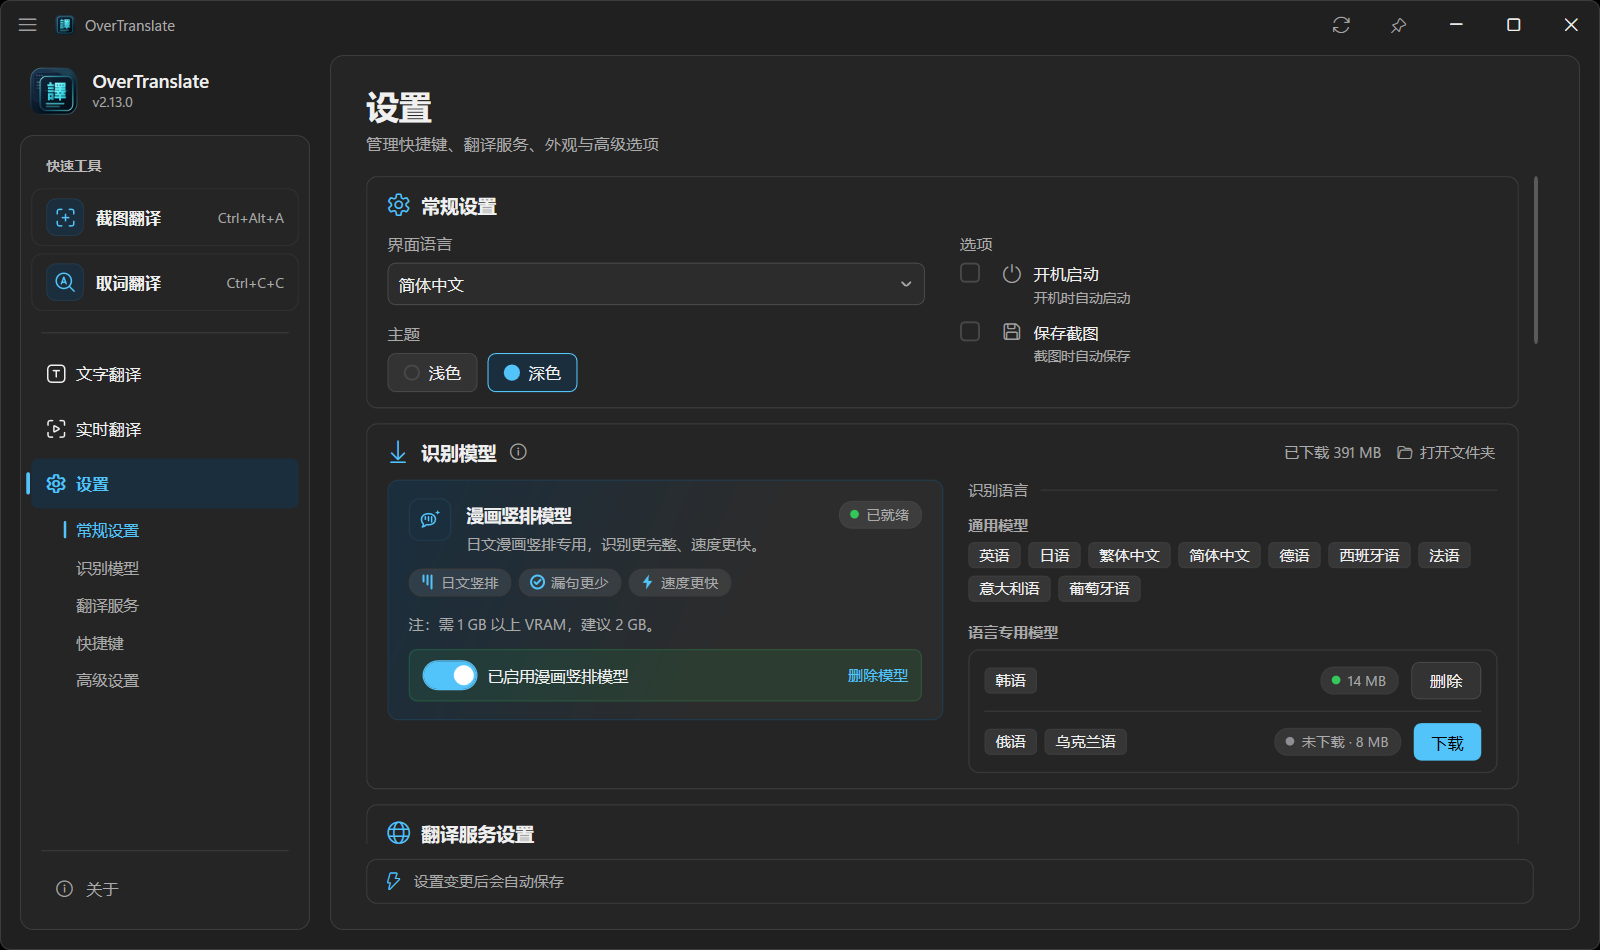 OverTranslate
OverTranslate
v2.13.0
快速工具
截图翻译 Ctrl+Alt+A
取词翻译 Ctrl+C+C
文字翻译
实时翻译
设置
常规设置
识别模型
翻译服务
快捷键
高级设置
关于
设置
管理快捷键、翻译服务、外观与高级选项
常规设置
界面语言
简体中文
主题
浅色 深色
选项
开机启动
开机时自动启动
保存截图
截图时自动保存
识别模型
已下载 391 MB 打开文件夹
漫画竖排模型
已就绪
日文漫画竖排专用，识别更完整、速度更快。
日文竖排 漏句更少 速度更快
注：需 1 GB 以上 VRAM，建议 2 GB。
已启用漫画竖排模型 删除模型
识别语言
通用模型
英语 日语 繁体中文 简体中文 德语 西班牙语 法语
意大利语 葡萄牙语
语言专用模型
韩语 14 MB 删除
俄语 乌克兰语 未下载 · 8 MB 下载
翻译服务设置
设置变更后会自动保存